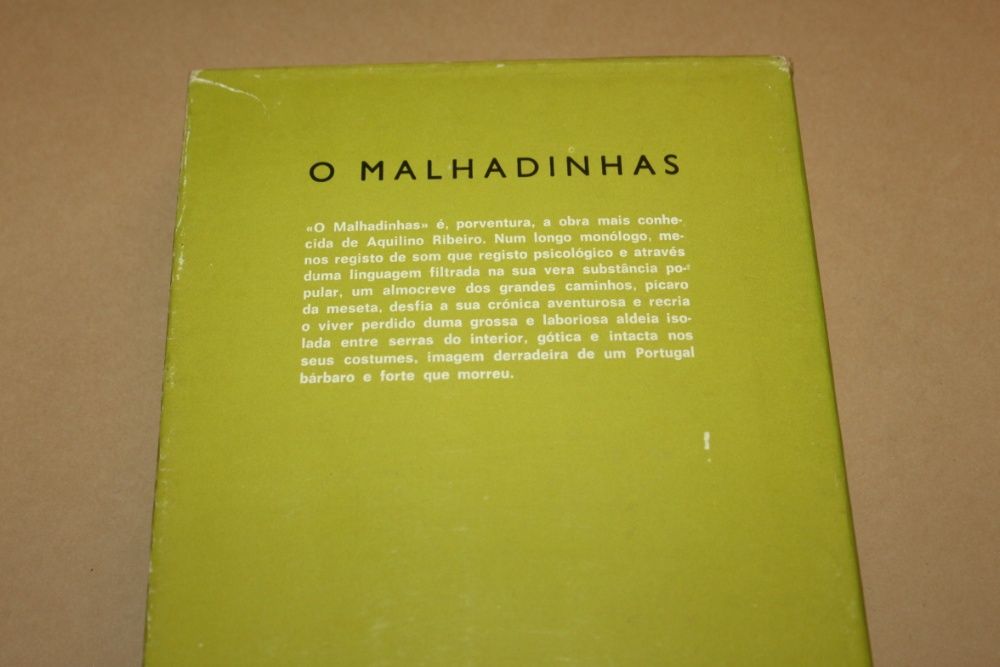 O MALHADINHAS
«O Malhadinhas» é, porventura, a obra mais conhe-
cida de Aquilino Ribeiro. Num longo monólogo, me-
nos registo de som que registo psicológico e através
duma linguagem filtrada na sua vera substância po-
pular, um almocreve dos grandes caminhos, pícaro
da meseta, desfia a sua crónica aventurosa e recria
o viver perdido duma grossa e laboriosa aldeia iso-
lada entre serras do interior, gótica e intacta nos
seus costumes, imagem derradeira de um Portugal
bárbaro e forte que morreu.